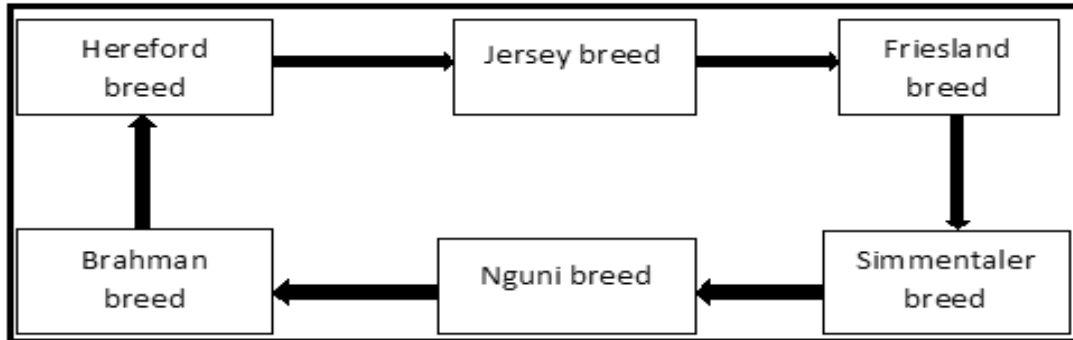 Hereford
breed
Jersey breed
Friesland
breed
Brahman
breed
Nguni breed
Simmentaler
breed